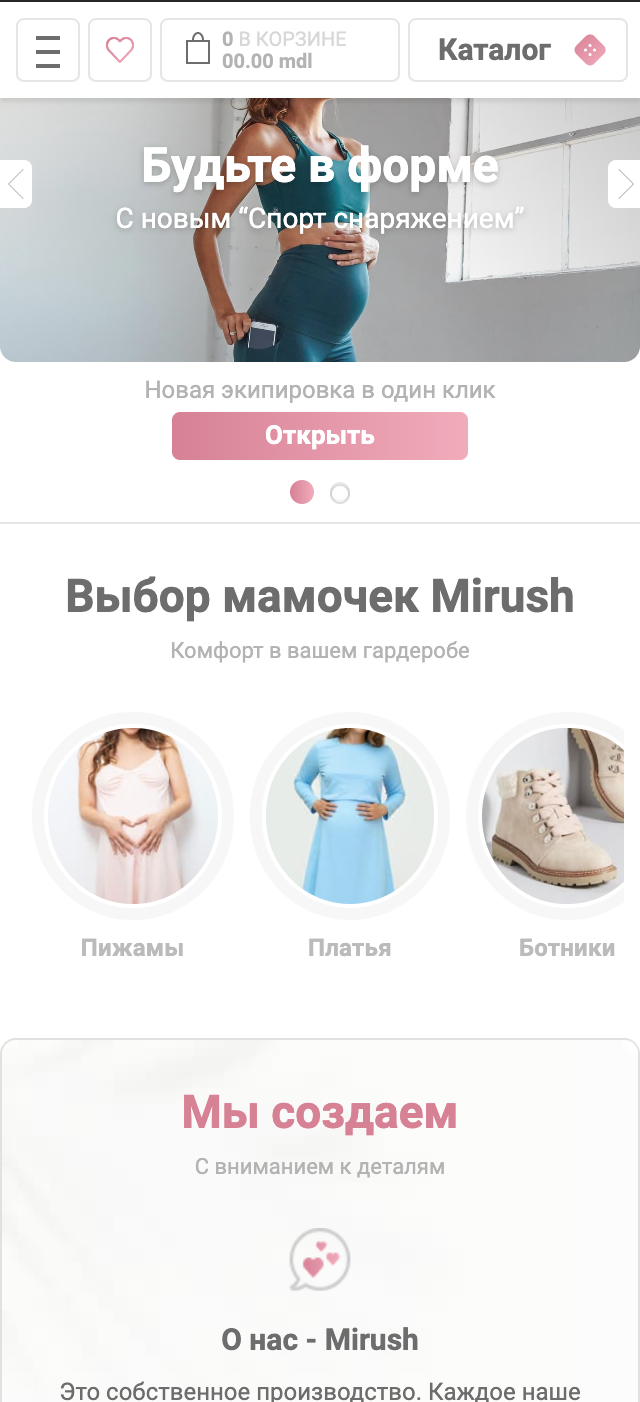 0 В КОРЗИНЕ
00.00 mdl
Каталог
Будьте в форме
С новым “Спорт снаряжением”
Новая экипировка в один клик
Открыть
Выбор мамочек Mirush
Комфорт в вашем гардеробе
Пижамы
Платья
Ботники
Мы создаем
С вниманием к деталям
О нас - Mirush
Это собственное производство. Каждое наше